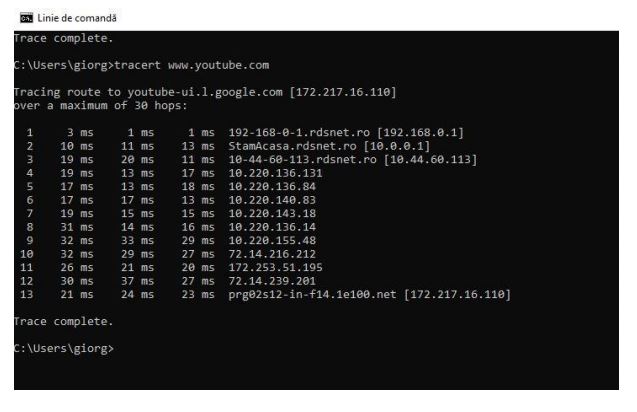 Linie de comandă
Trace complete.
C:\Users\giorg>tracert www.youtube.com
Tracing route to youtube-ui.l.google.com [172.217.16.110]
over a maximum of 30 hops:
1 3 ms 1 ms 1 ms 192-168-0-1.rdsnet.ro [192.168.0.1]
2 10 ms 11 ms 13 ms StamAcasa.rdsnet.ro [10.0.0.1]
3 19 ms 20 ms 11 ms 10-44-60-113.rdsnet.ro [10.44.60.113]
4 19 ms 13 ms 17 ms 10.220.136.131
5 17 ms 13 ms 18 ms 10.220.136.84
6 17 ms 17 ms 13 ms 10.220.140.83
7 19 ms 15 ms 15 ms 10.220.143.18
8 31 ms 14 ms 16 ms 10.220.136.14
9 32 ms 33 ms 29 ms 10.220.155.48
10 32 ms 29 ms 27 ms 72.14.216.212
11 26 ms 21 ms 20 ms 172.253.51.195
12 30 ms 37 ms 27 ms 72.14.239.201
13 21 ms 24 ms 23 ms prg02s12-in-f14.1e100.net [172.217.16.110]
Trace complete.
C:\Users\giorg>